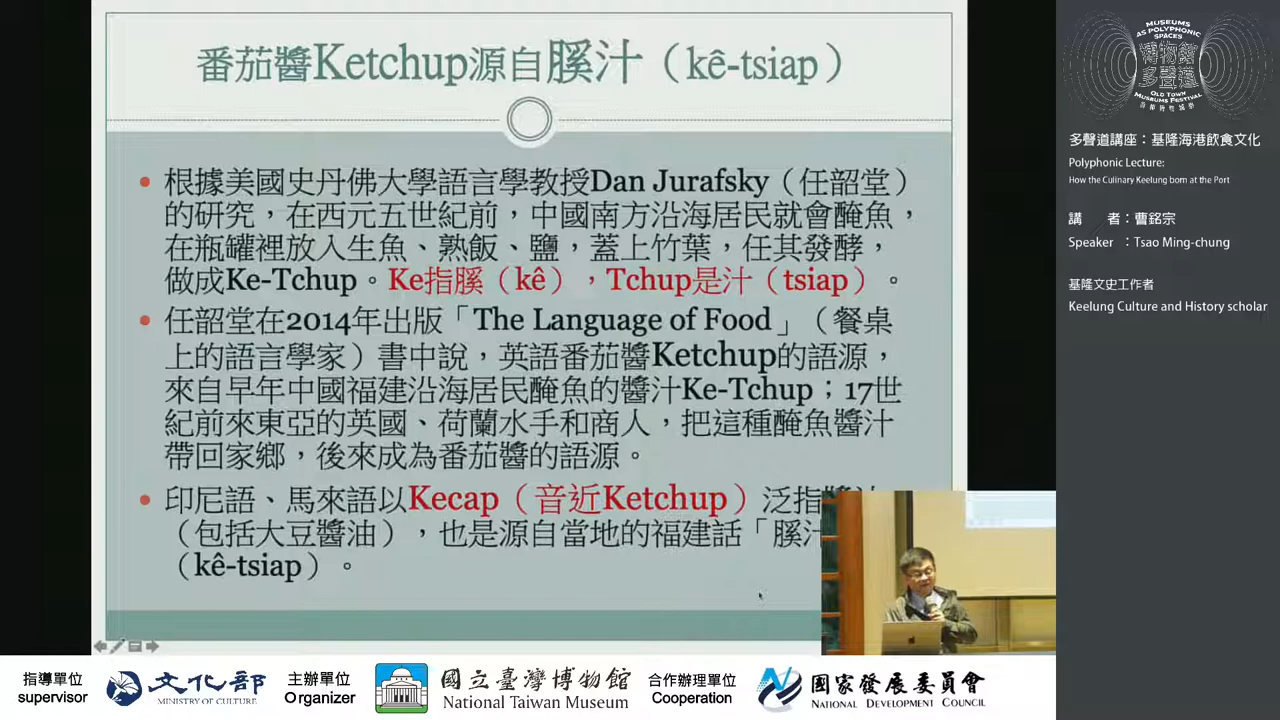 番茄醬Ketchup源自膎汁（kê-tsiap）
根據美國史丹佛大學語言學教授Dan Jurafsky（任韶堂）
的研究，在西元五世紀前，中國南方沿海居民就會醃魚，
在瓶罐裡放入生魚、熟飯、鹽，蓋上竹葉，任其發酵，
做成Ke-Tchup。Ke指膎（kê），Tchup是汁（tsiap）。
任韶堂在2014年出版「The Language of Food」（餐桌
上的語言學家）書中說，英語番茄醬Ketchup的語源，
來自早年中國福建沿海居民醃魚的醬汁Ke-Tchup；17世
紀前來東亞的英國、荷蘭水手和商人，把這種醃魚醬汁
帶回家鄉，後來成為番茄醬的語源。
印尼語、馬來語以Kecap（音近Ketchup）泛指
（包括大豆醬油），也是源自當地的福建話「膎汁
（kê-tsiap）。
MUSEUMS
AS POLYPHONIC
SPACES
博物館
多聲道
OLD TOWN
MUSEUMS FESTIVAL
多聲道講座：基隆海港飲食文化
Polyphonic Lecture:
How the Culinary Keelung born at the Port
講 者：曹銘宗
Speaker ：Tsao Ming-chung
基隆文史工作者
Keelung Culture and History scholar
指導單位
supervisor
文化部
MINISTRY OF CULTURE
主辦單位
Organizer
國立臺灣博物館
National Taiwan Museum
合作辦理單位
Cooperation
國家發展委員會
NATIONAL DEVELOPMENT COUNCIL